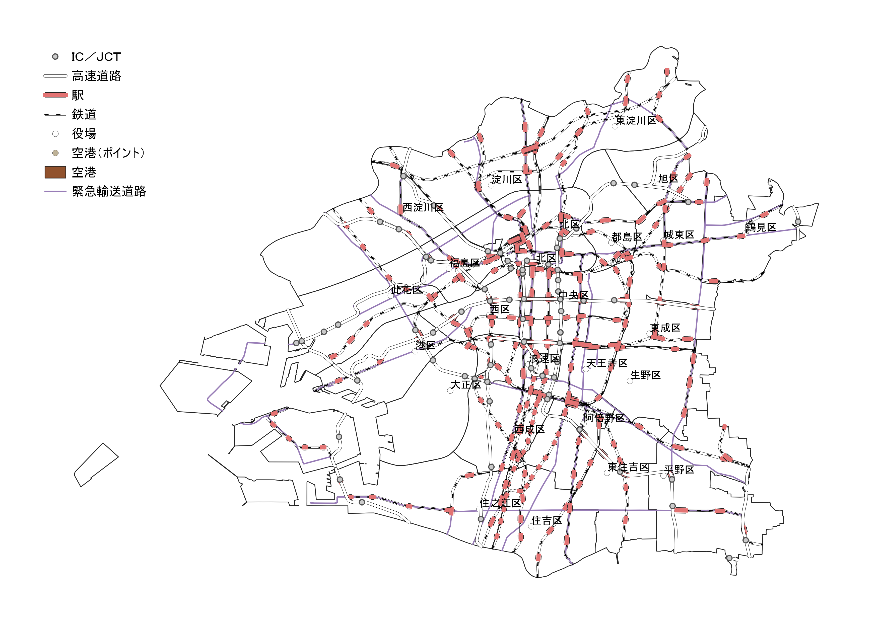 IC／JCT
高速道路
駅
鉄道
役場
空港（ポイント）
空港
緊急輸送道路
東淀川区
淀川区
旭区
西淀川区
北区
都島区
城東区
鶴見区
福島区
北区
此花区
中央区
西区
港区
東成区
浪速区
天王寺区
生野区
大正区
阿倍野区
西成区
東住吉区
平野区
住之江区
住吉区